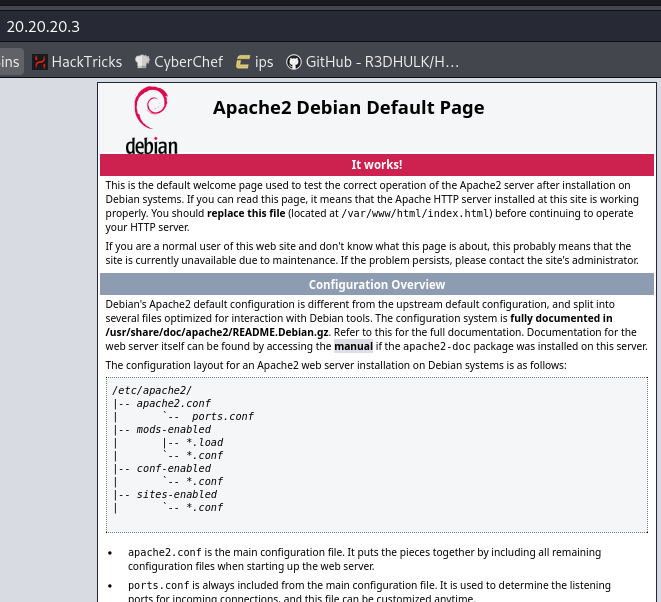 20.20.20.3
ins HackTricks CyberChef ips GitHub - R3DHULK/H...
debian
Apache2 Debian Default Page
It works!
This is the default welcome page used to test the correct operation of the Apache2 server after installation on
Debian systems. If you can read this page, it means that the Apache HTTP server installed at this site is working
properly. You should replace this file (located at /var/www/html/index.html) before continuing to operate
your HTTP server.
If you are a normal user of this web site and don't know what this page is about, this probably means that the
site is currently unavailable due to maintenance. If the problem persists, please contact the site's administrator.
Configuration Overview
Debian's Apache2 default configuration is different from the upstream default configuration, and split into
several files optimized for interaction with Debian tools. The configuration system is fully documented in
/usr/share/doc/apache2/README.Debian.gz. Refer to this for the full documentation. Documentation for the
web server itself can be found by accessing the manual if the apache2-doc package was installed on this server.
The configuration layout for an Apache2 web server installation on Debian systems is as follows:
/etc/apache2/
|-- apache2.conf
|       `--  ports.conf
|-- mods-enabled
|       |-- *.load
|       `-- *.conf
|-- conf-enabled
|       `-- *.conf
|-- sites-enabled
|       `-- *.conf
• apache2.conf is the main configuration file. It puts the pieces together by including all remaining
configuration files when starting up the web server.
• ports.conf is always included from the main configuration file. It is used to determine the listening
ports for incoming connections, and this file can be customized anytime.